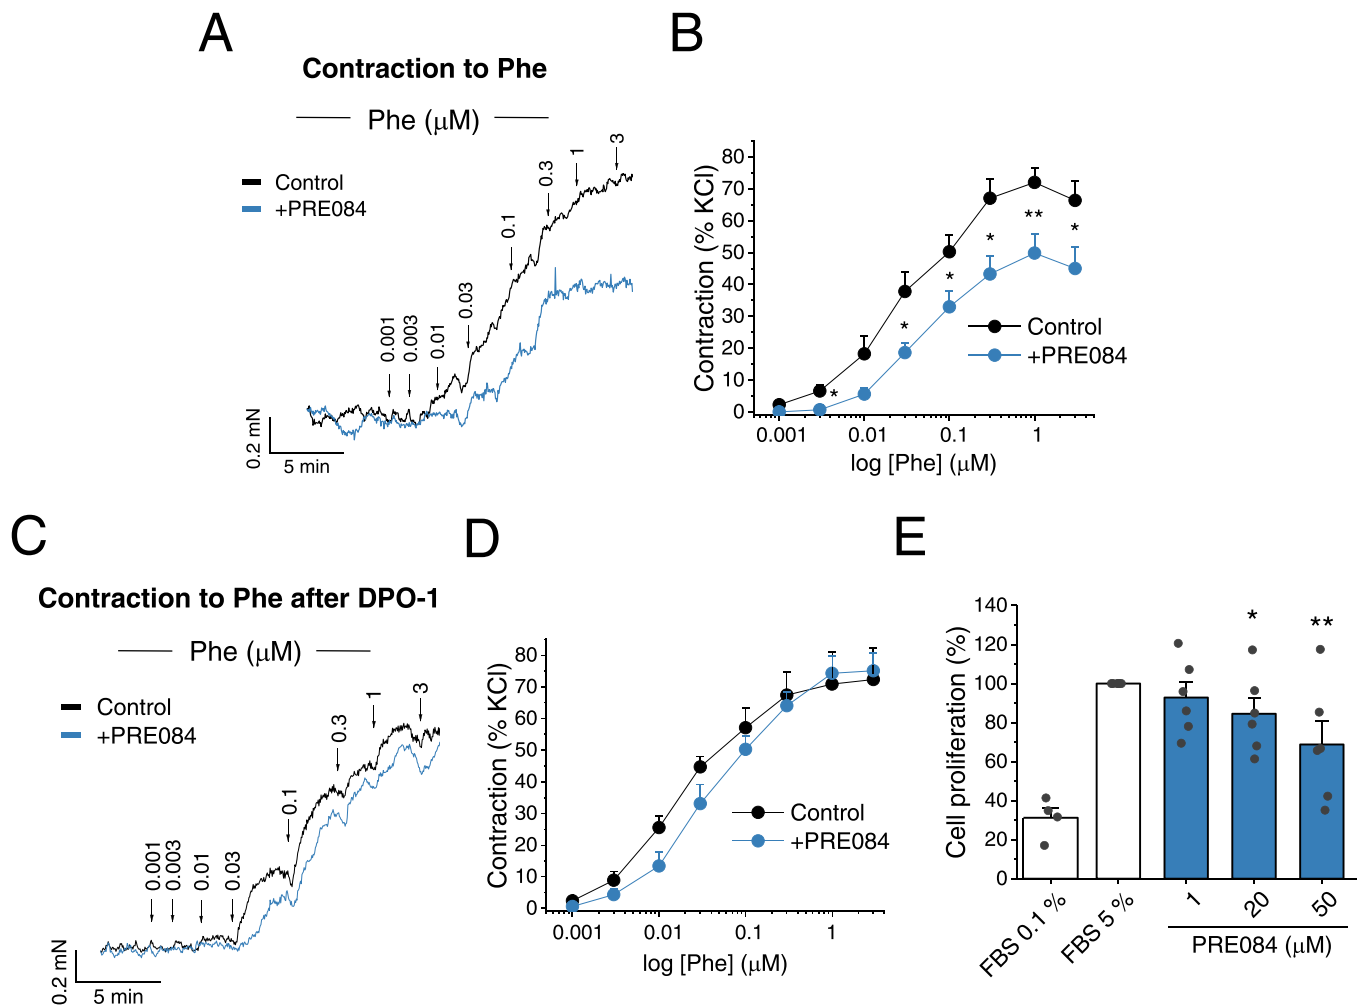 A
Contraction to Phe
Phe (µM)
Control
+PRE084
0.001
0.003
0.01
0.03
0.1
0.3
1
3
0.2 mN
5 min
B
Contraction (% KCl)
80
70
60
50
40
30
20
10
0
*
*
*
*
**
*
Control
+PRE084
0.001
0.01
0.1
1
log [Phe] (µM)
C
Contraction to Phe after DPO-1
Phe (µM)
Control
+PRE084
0.001
0.003
0.01
0.03
0.1
0.3
1
3
0.2 mN
5 min
D
Contraction (% KCl)
80
70
60
50
40
30
20
10
0
Control
+PRE084
0.001
0.01
0.1
1
log [Phe] (µM)
E
Cell proliferation (%)
140
120
100
80
60
40
20
0
*
**
FBS 0.1 %
FBS 5 %
1
20
50
PRE084 (µM)